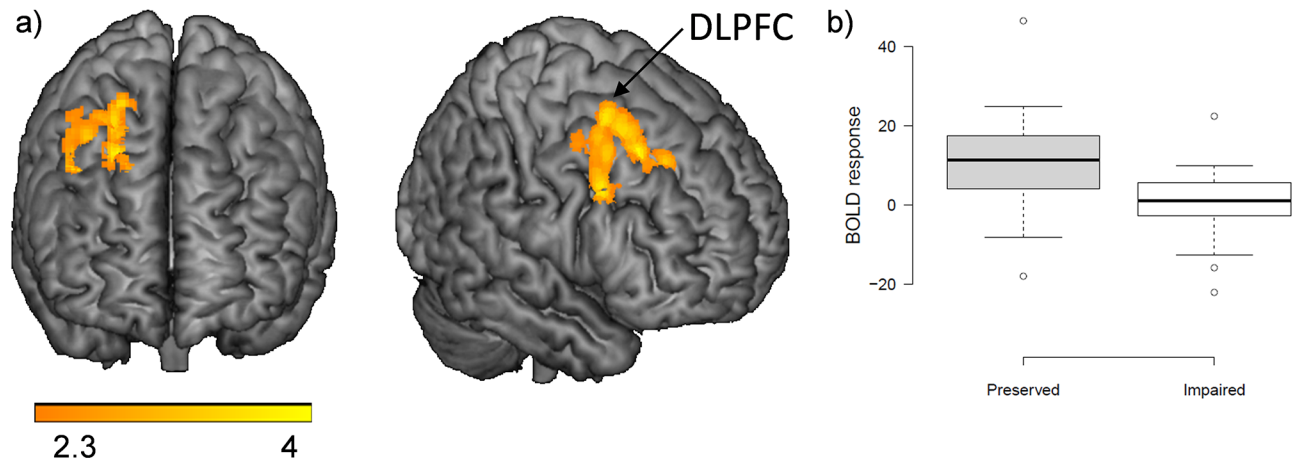 a)
DLPFC
2.3 4
b)
BOLD response
40
20
0
−20
Preserved Impaired